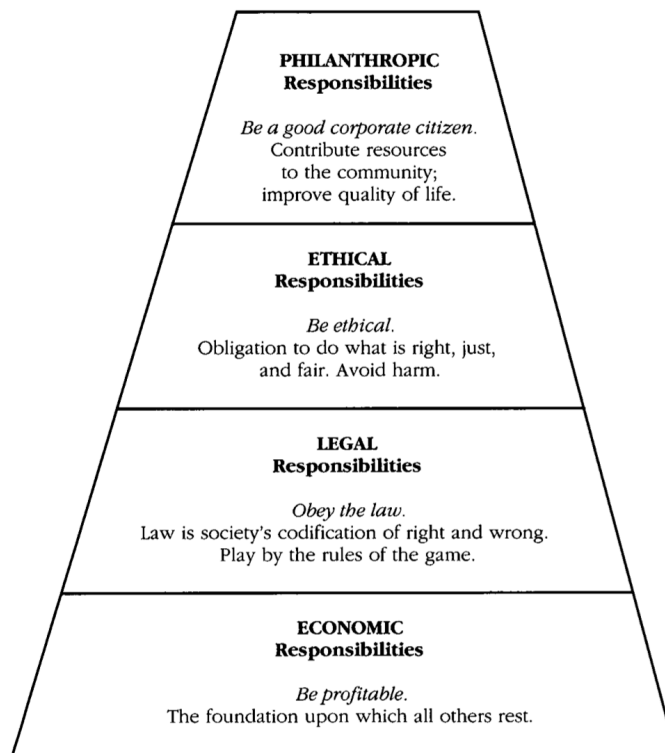 PHILANTHROPIC
Responsibilities
Be a good corporate citizen.
Contribute resources
to the community;
improve quality of life.
ETHICAL
Responsibilities
Be ethical.
Obligation to do what is right, just,
and fair. Avoid harm.
LEGAL
Responsibilities
Obey the law.
Law is society's codification of right and wrong.
Play by the rules of the game.
ECONOMIC
Responsibilities
Be profitable.
The foundation upon which all others rest.